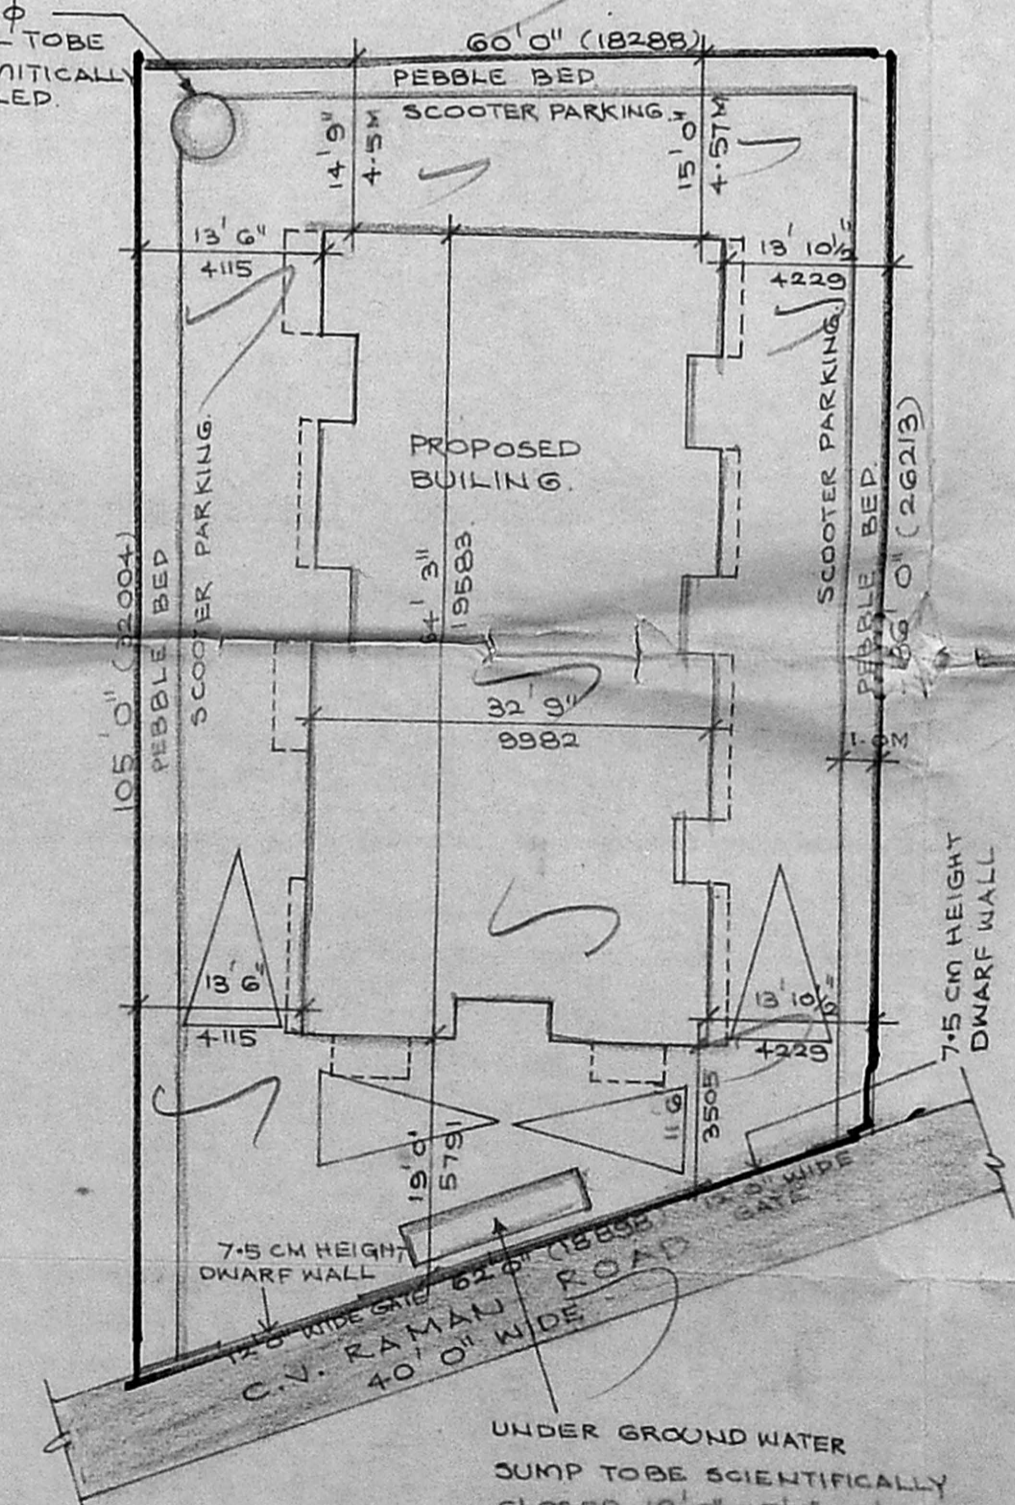 φ
TOBE
60'0" (18288)
PEBBLE BED.
SCOOTER PARKING.
14'9"
4.5M
15'0"
4.57M
13'6"
4115
13' 10½"
4229
PROPOSED
BUILING.
SCOOTER PARKING.
SCOOTER PARKING.
PEBBLE BED
PEBBLE BED.
105'0" (32004)
86'0" (26213)
64' 3"
19583
32' 9"
9982
1.0M
13'6"
4115
13' 10½"
4229
7.5 CM HEIGHT
DWARF WALL
19'0"
5791
11'6
3505
7.5 CM HEIGHT
DWARF WALL
12'0" WIDE GATE
62'0" (18898)
12'0" WIDE
GATE
C.V. RAMAN ROAD
40'0" WIDE
UNDER GROUND WATER
SUMP TOBE SCIENTIFICALLY